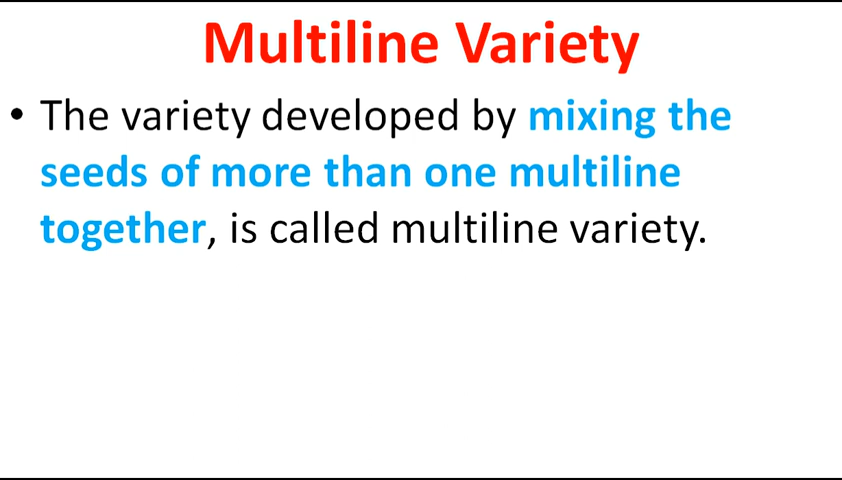 Multiline Variety
• The variety developed by mixing the
seeds of more than one multiline
together, is called multiline variety.